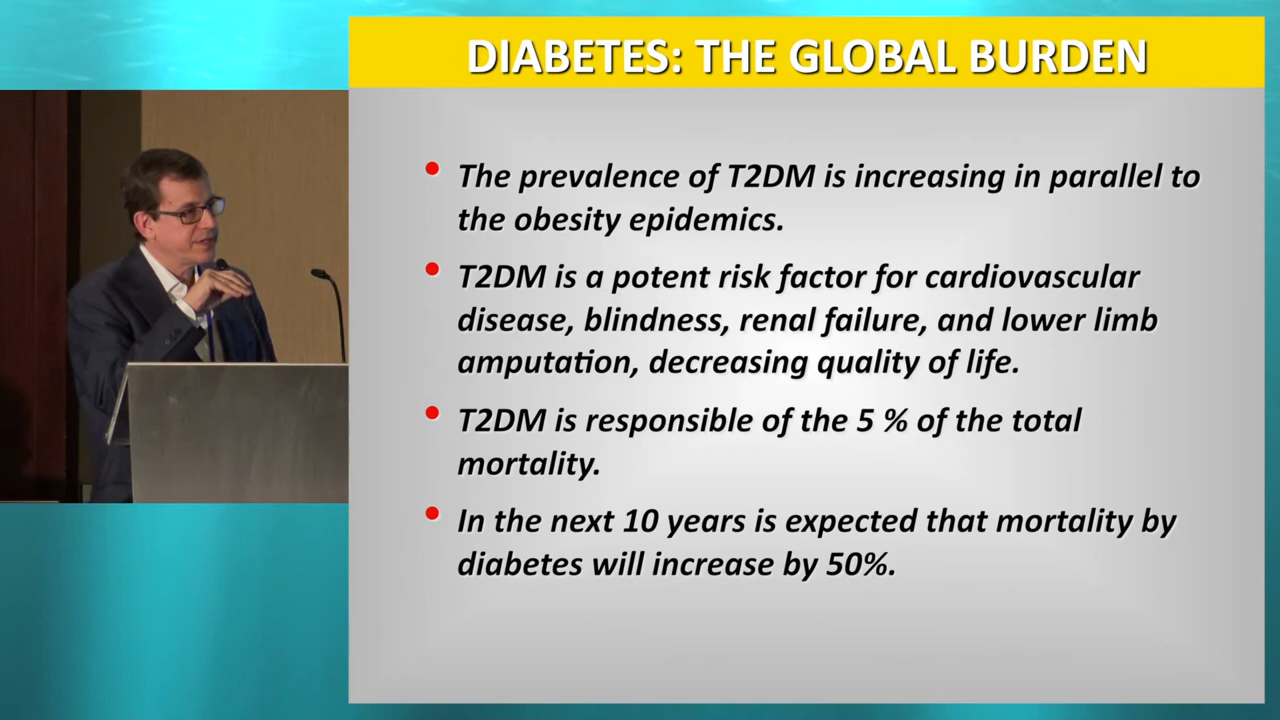 DIABETES: THE GLOBAL BURDEN
• The prevalence of T2DM is increasing in parallel to
the obesity epidemics.
• T2DM is a potent risk factor for cardiovascular
disease, blindness, renal failure, and lower limb
amputation, decreasing quality of life.
• T2DM is responsible of the 5 % of the total
mortality.
• In the next 10 years is expected that mortality by
diabetes will increase by 50%.